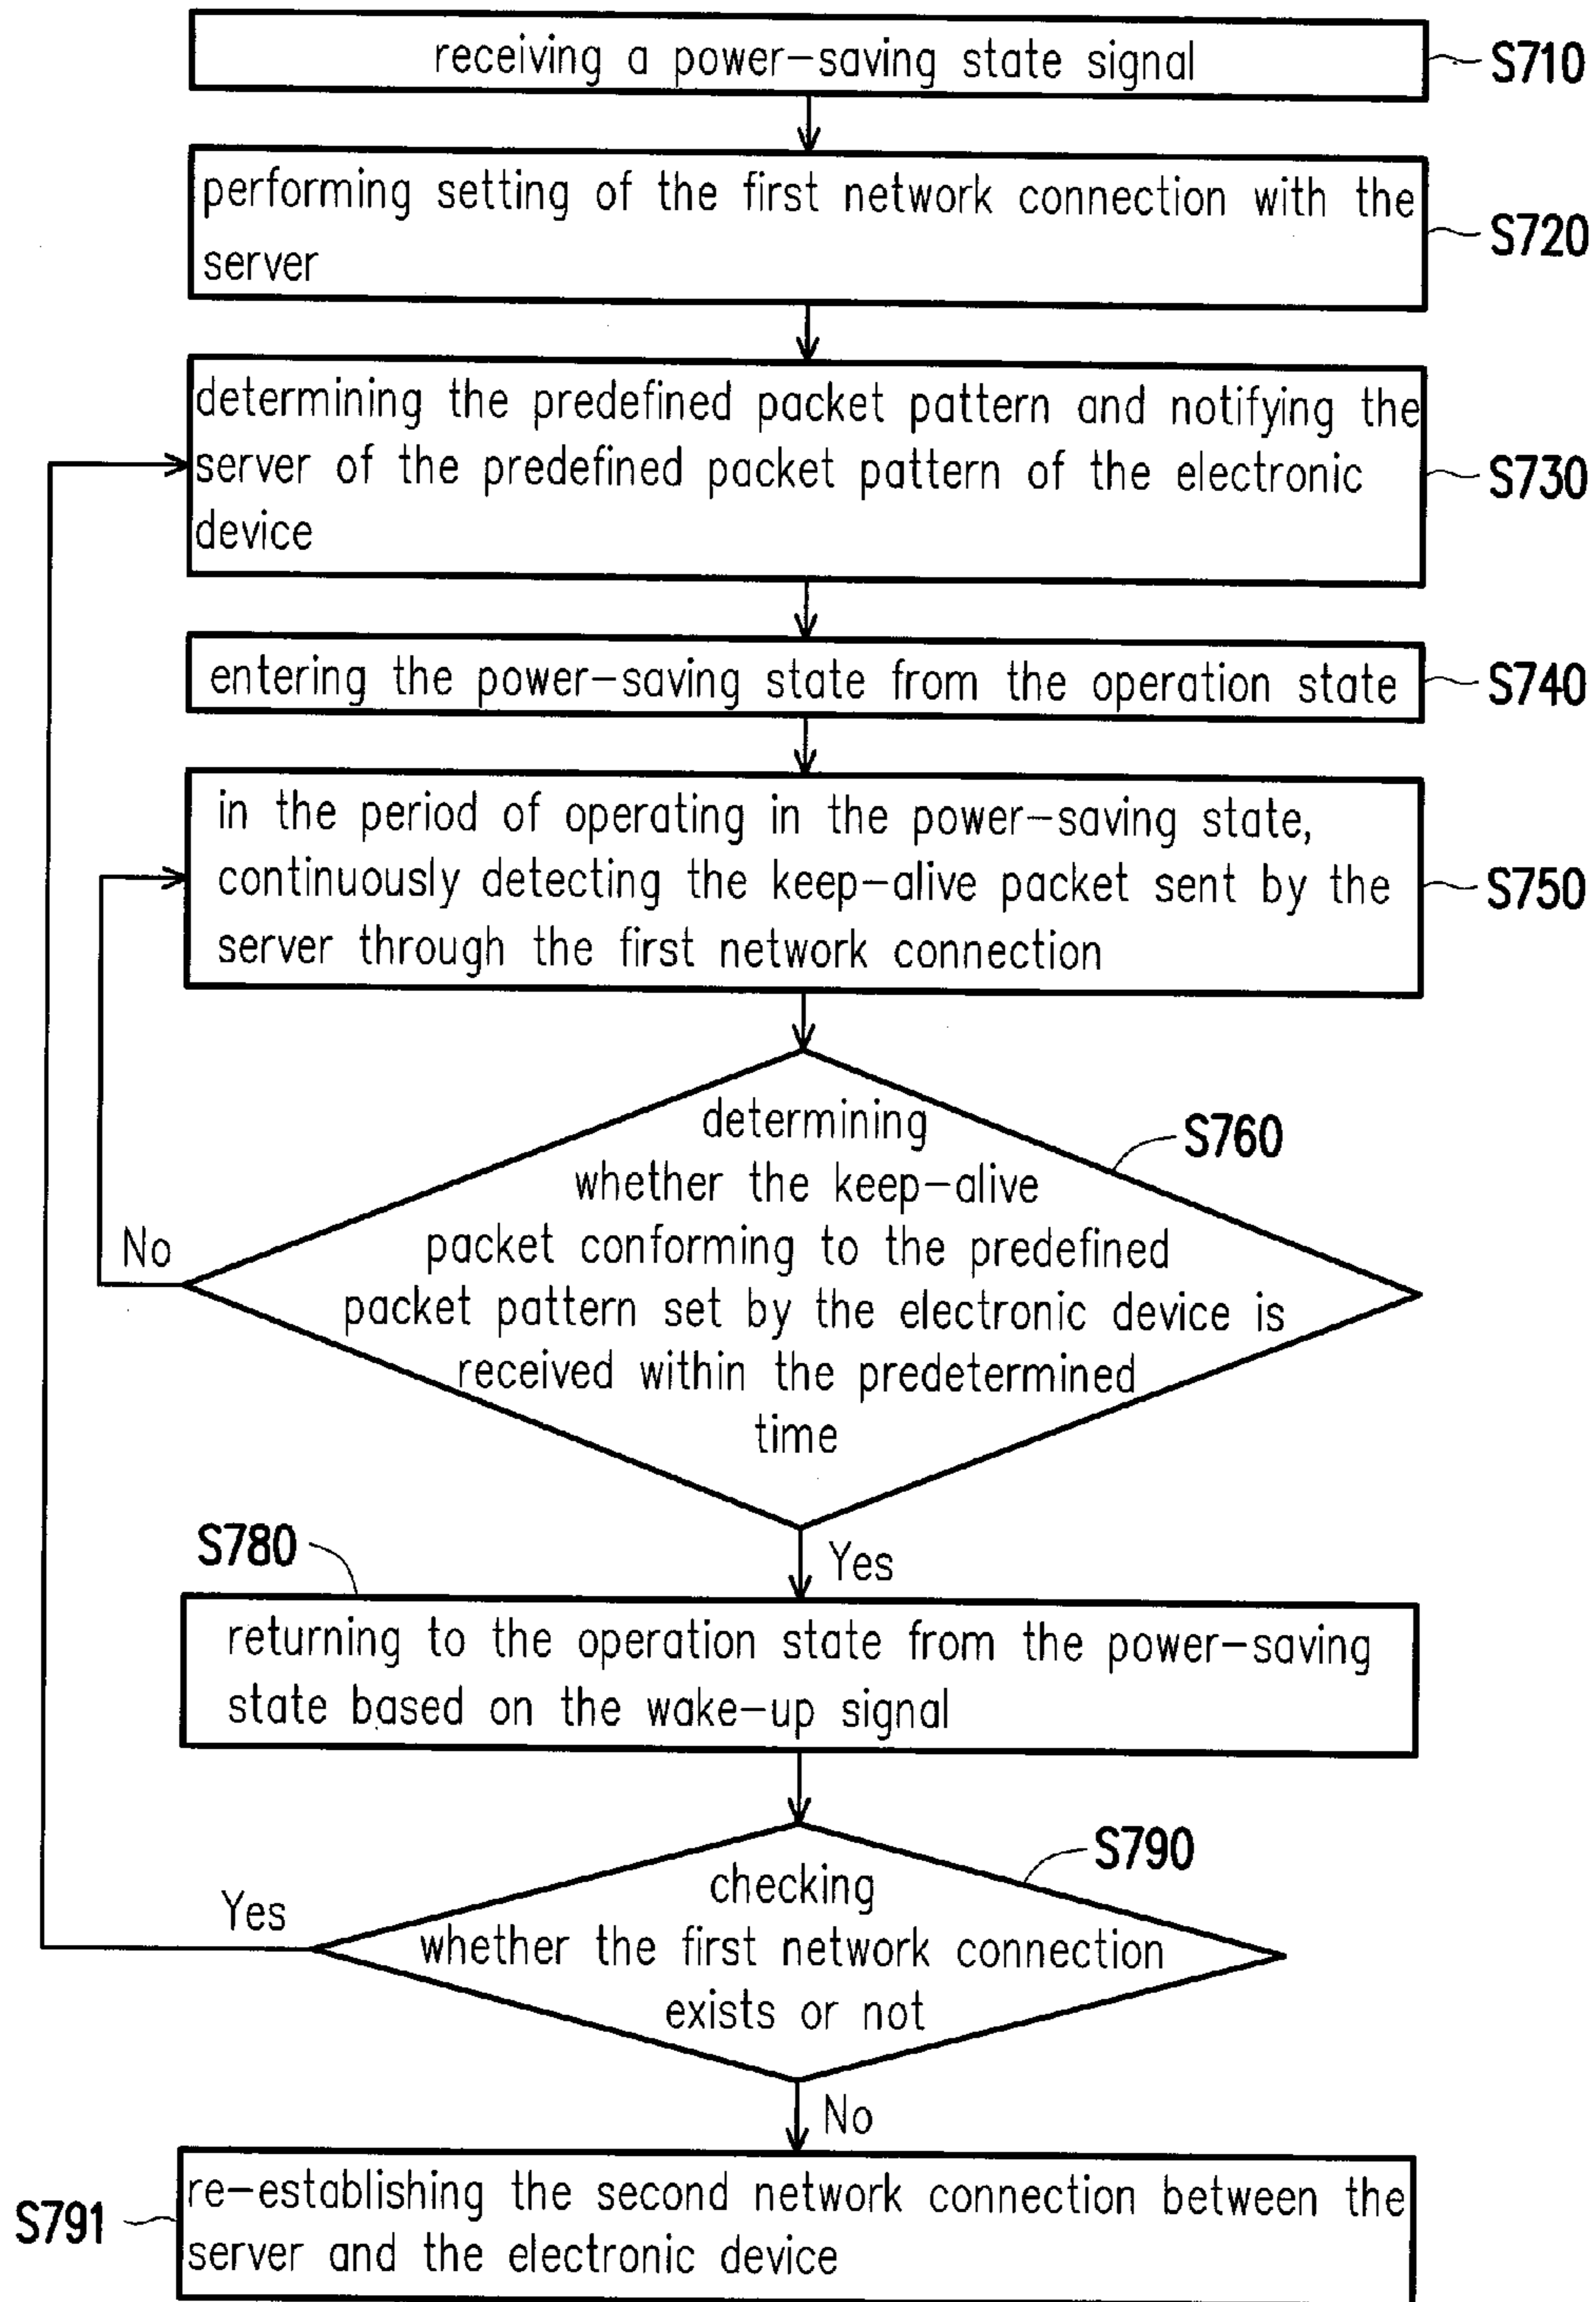 receiving a power-saving state signal
S710
performing setting of the first network connection with the
server
S720
determining the predefined packet pattern and notifying the
server of the predefined packet pattern of the electronic
device
S730
entering the power-saving state from the operation state
S740
in the period of operating in the power-saving state,
continuously detecting the keep-alive packet sent by the
server through the first network connection
S750
determining
whether the keep-alive
packet conforming to the predefined
packet pattern set by the electronic device is
received within the predetermined
time
S760
No
Yes
S780
returning to the operation state from the power-saving
state based on the wake-up signal
checking
whether the first network connection
exists or not
S790
Yes
No
re-establishing the second network connection between the
server and the electronic device
S791